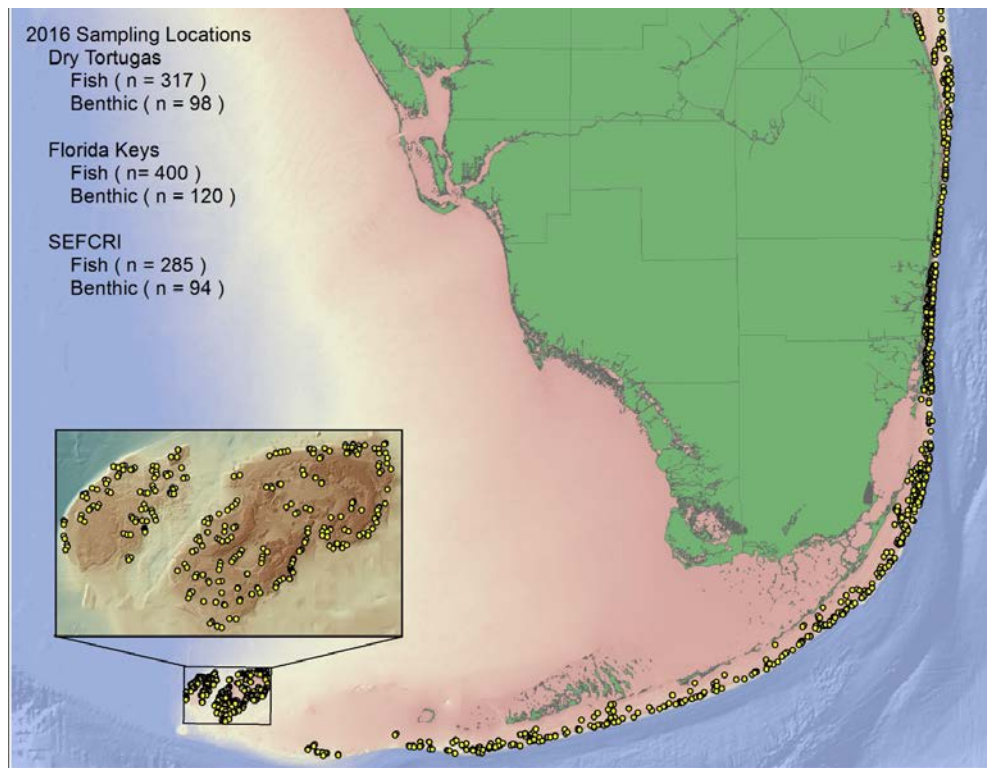 2016 Sampling Locations
Dry Tortugas
Fish ( n = 317 )
Benthic ( n = 98 )
Florida Keys
Fish ( n= 400 )
Benthic ( n = 120 )
SEFCRI
Fish ( n = 285 )
Benthic ( n = 94 )